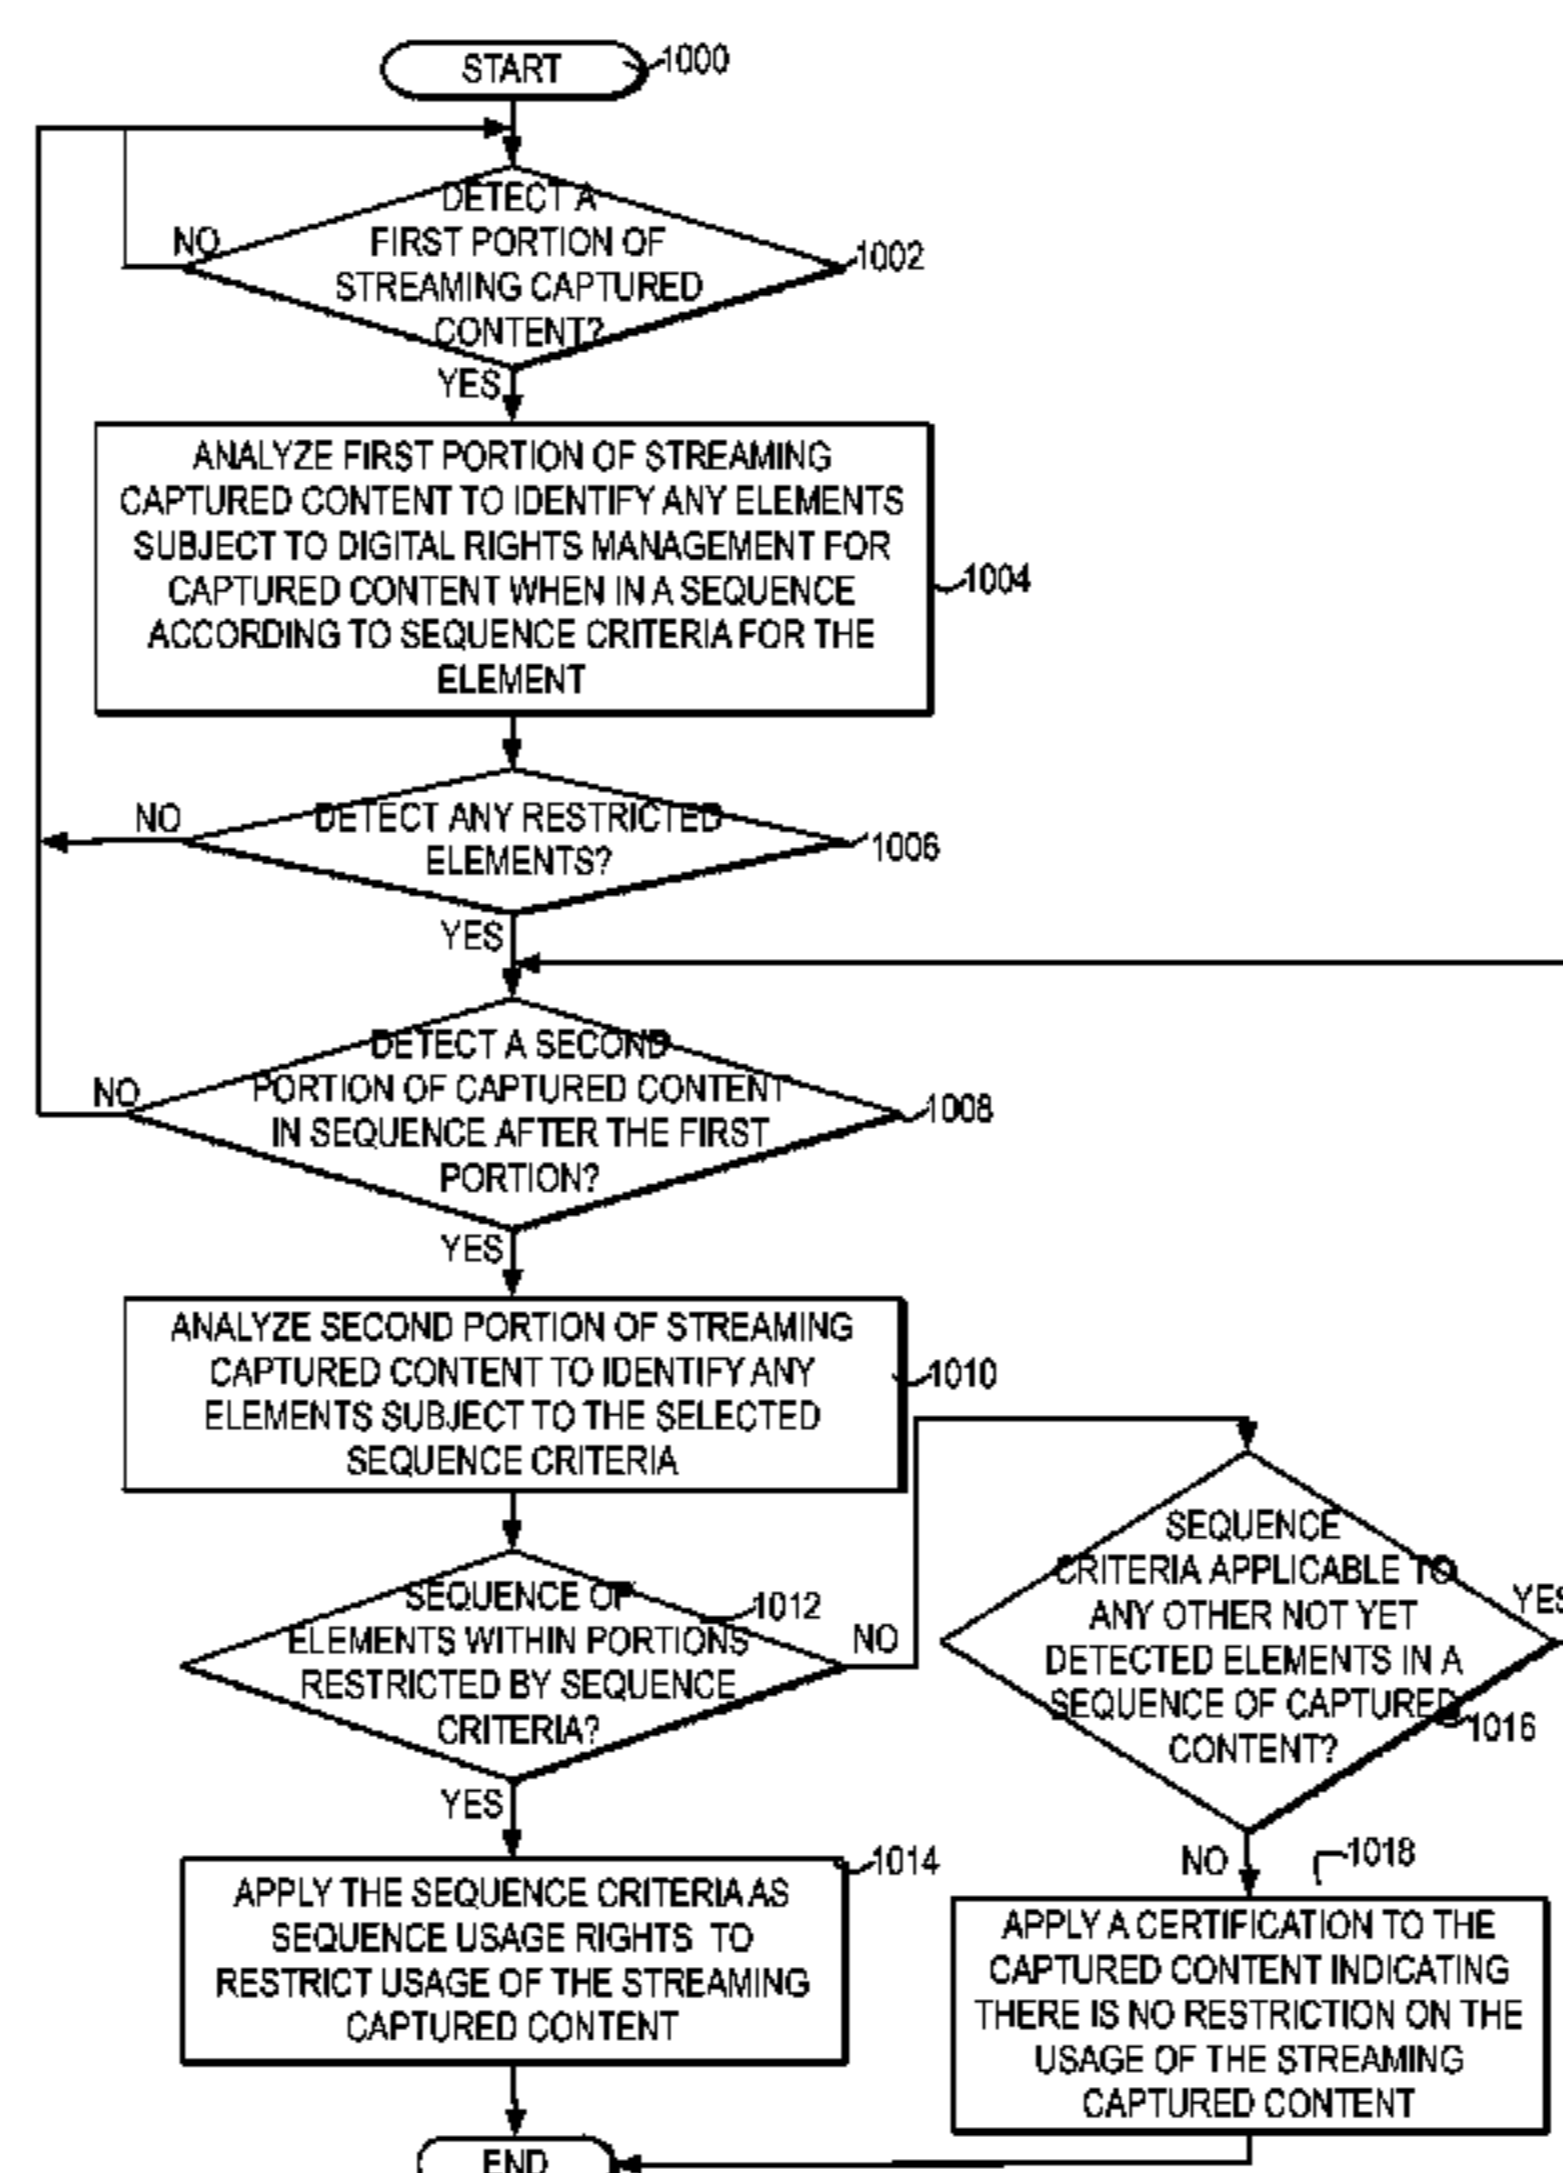 START
1000
DETECT A
FIRST PORTION OF
STREAMING CAPTURED
CONTENT?
1002
NO
YES
ANALYZE FIRST PORTION OF STREAMING
CAPTURED CONTENT TO IDENTIFY ANY ELEMENTS
SUBJECT TO DIGITAL RIGHTS MANAGEMENT FOR
CAPTURED CONTENT WHEN IN A SEQUENCE
ACCORDING TO SEQUENCE CRITERIA FOR THE
ELEMENT
1004
NO
DETECT ANY RESTRICTED
ELEMENTS?
1006
YES
DETECT A SECOND
PORTION OF CAPTURED CONTENT
IN SEQUENCE AFTER THE FIRST
PORTION?
NO
1008
YES
ANALYZE SECOND PORTION OF STREAMING
CAPTURED CONTENT TO IDENTIFY ANY
ELEMENTS SUBJECT TO THE SELECTED
SEQUENCE CRITERIA
1010
SEQUENCE OF
ELEMENTS WITHIN PORTIONS
RESTRICTED BY SEQUENCE
CRITERIA?
1012
NO
YES
SEQUENCE
CRITERIA APPLICABLE TO
ANY OTHER NOT YET
DETECTED ELEMENTS IN A
SEQUENCE OF CAPTURED
CONTENT?
YES
1016
NO
APPLY THE SEQUENCE CRITERIA AS
SEQUENCE USAGE RIGHTS TO
RESTRICT USAGE OF THE STREAMING
CAPTURED CONTENT
1014
1018
APPLY A CERTIFICATION TO THE
CAPTURED CONTENT INDICATING
THERE IS NO RESTRICTION ON THE
USAGE OF THE STREAMING
CAPTURED CONTENT
END